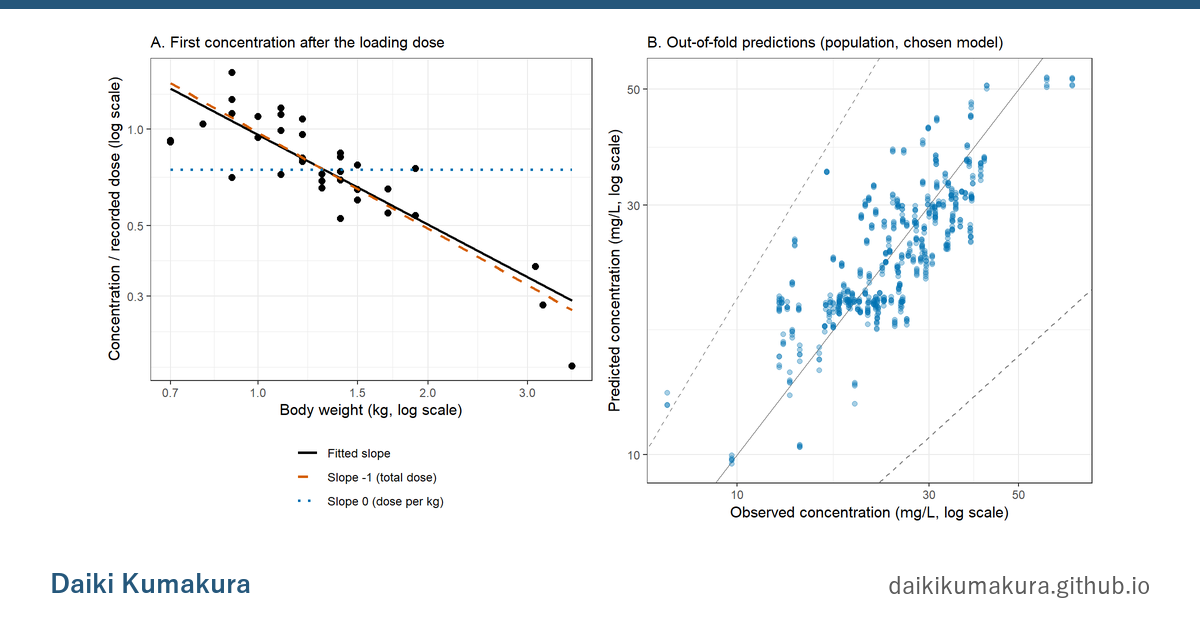 A. First concentration after the loading dose
Concentration / recorded dose (log scale)
1.0
0.5
0.3
0.7
1.0
1.5
2.0
3.0
Body weight (kg, log scale)
Fitted slope
Slope -1 (total dose)
Slope 0 (dose per kg)
B. Out-of-fold predictions (population, chosen model)
Predicted concentration (mg/L, log scale)
50
30
10
10
30
50
Observed concentration (mg/L, log scale)
Daiki Kumakura
daikikumakura.github.io